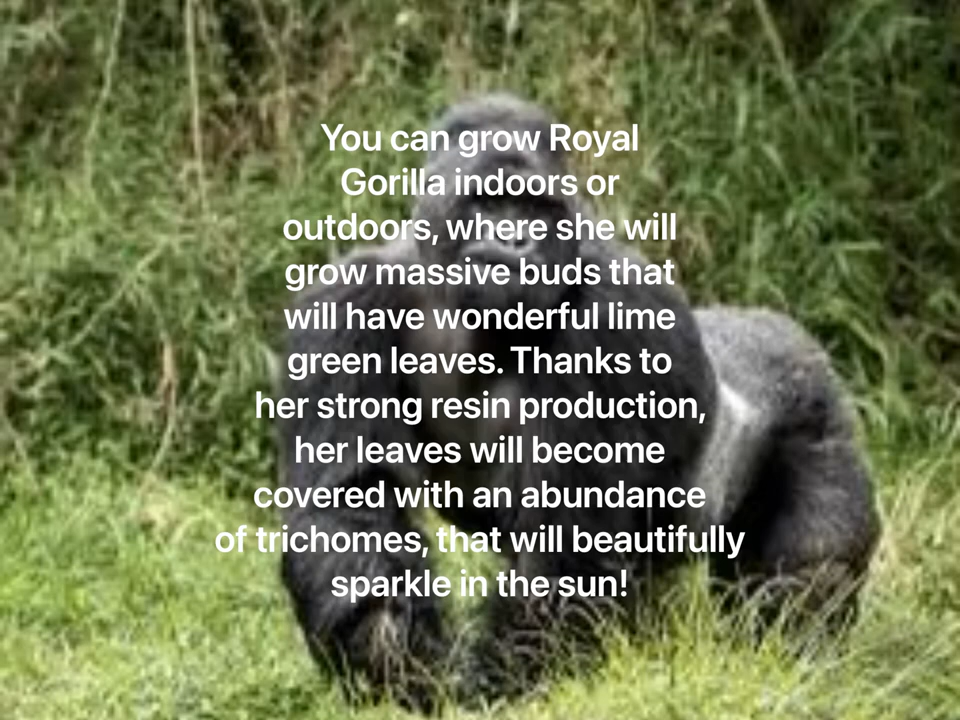 You can grow Royal
Gorilla indoors or
outdoors, where she will
grow massive buds that
will have wonderful lime
green leaves. Thanks to
her strong resin production,
her leaves will become
covered with an abundance
of trichomes, that will beautifully
sparkle in the sun!